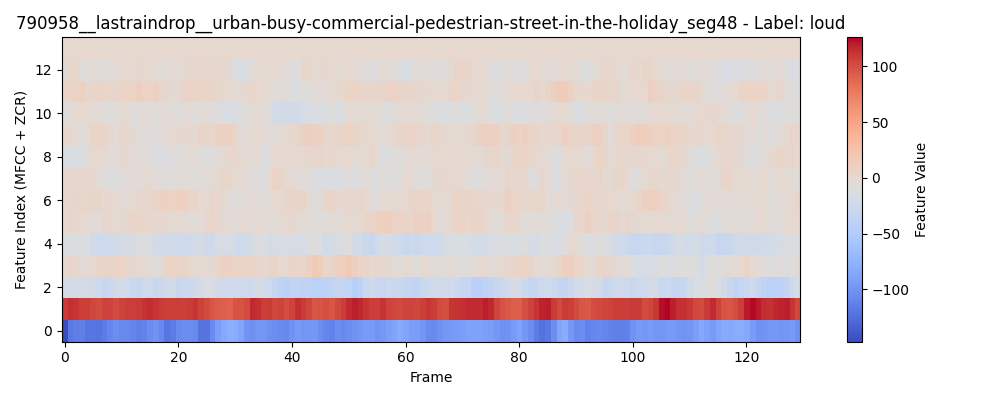 790958__lastraindrop__urban-busy-commercial-pedestrian-street-in-the-holiday_seg48 - Label: loud
Feature Index (MFCC + ZCR)
12
10
8
6
4
2
0
0 20 40 60 80 100 120
Frame
100
50
0
−50
−100
Feature Value